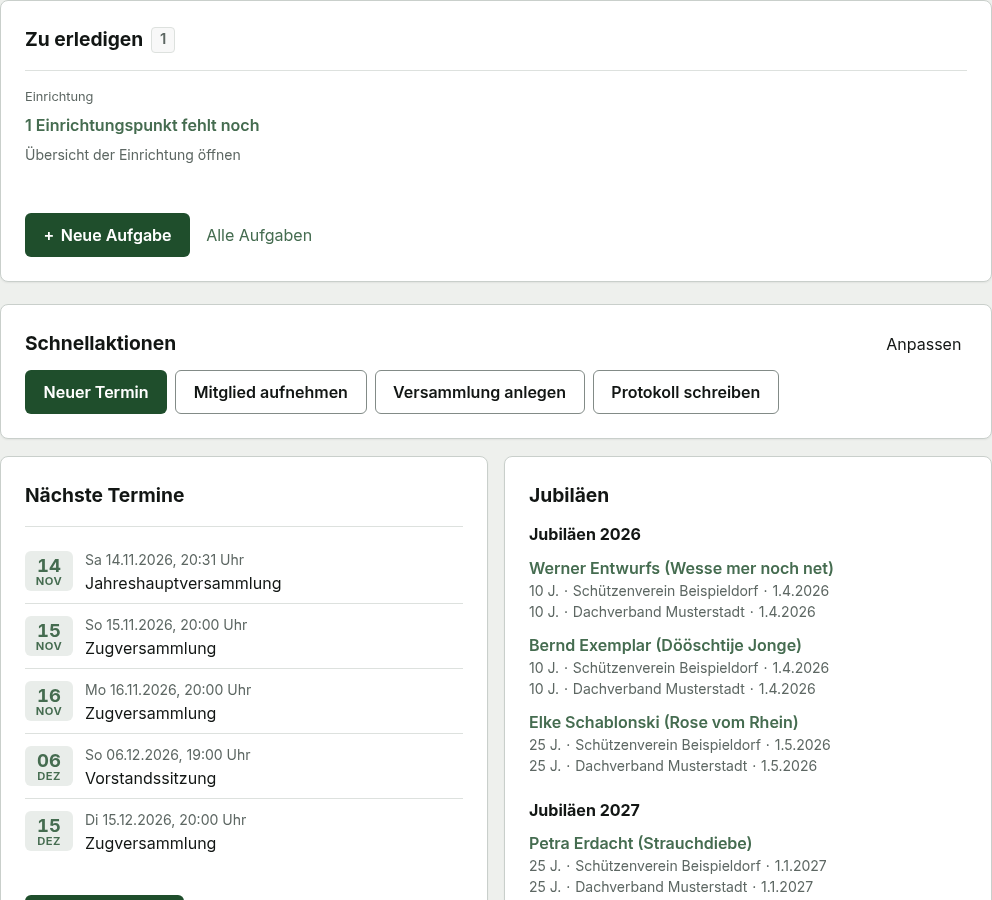 Zu erledigen 1
Einrichtung
1 Einrichtungspunkt fehlt noch
Übersicht der Einrichtung öffnen
+ Neue Aufgabe Alle Aufgaben
Schnellaktionen Anpassen
Neuer Termin Mitglied aufnehmen Versammlung anlegen Protokoll schreiben
Nächste Termine
14 NOV
Sa 14.11.2026, 20:31 Uhr
Jahreshauptversammlung
15 NOV
So 15.11.2026, 20:00 Uhr
Zugversammlung
16 NOV
Mo 16.11.2026, 20:00 Uhr
Zugversammlung
06 DEZ
So 06.12.2026, 19:00 Uhr
Vorstandssitzung
15 DEZ
Di 15.12.2026, 20:00 Uhr
Zugversammlung
Jubiläen
Jubiläen 2026
Werner Entwurfs (Wesse mer noch net)
10 J. · Schützenverein Beispieldorf · 1.4.2026
10 J. · Dachverband Musterstadt · 1.4.2026
Bernd Exemplar (Dööschtije Jonge)
10 J. · Schützenverein Beispieldorf · 1.4.2026
10 J. · Dachverband Musterstadt · 1.4.2026
Elke Schablonski (Rose vom Rhein)
25 J. · Schützenverein Beispieldorf · 1.5.2026
25 J. · Dachverband Musterstadt · 1.5.2026
Jubiläen 2027
Petra Erdacht (Strauchdiebe)
25 J. · Schützenverein Beispieldorf · 1.1.2027
25 J. · Dachverband Musterstadt · 1.1.2027